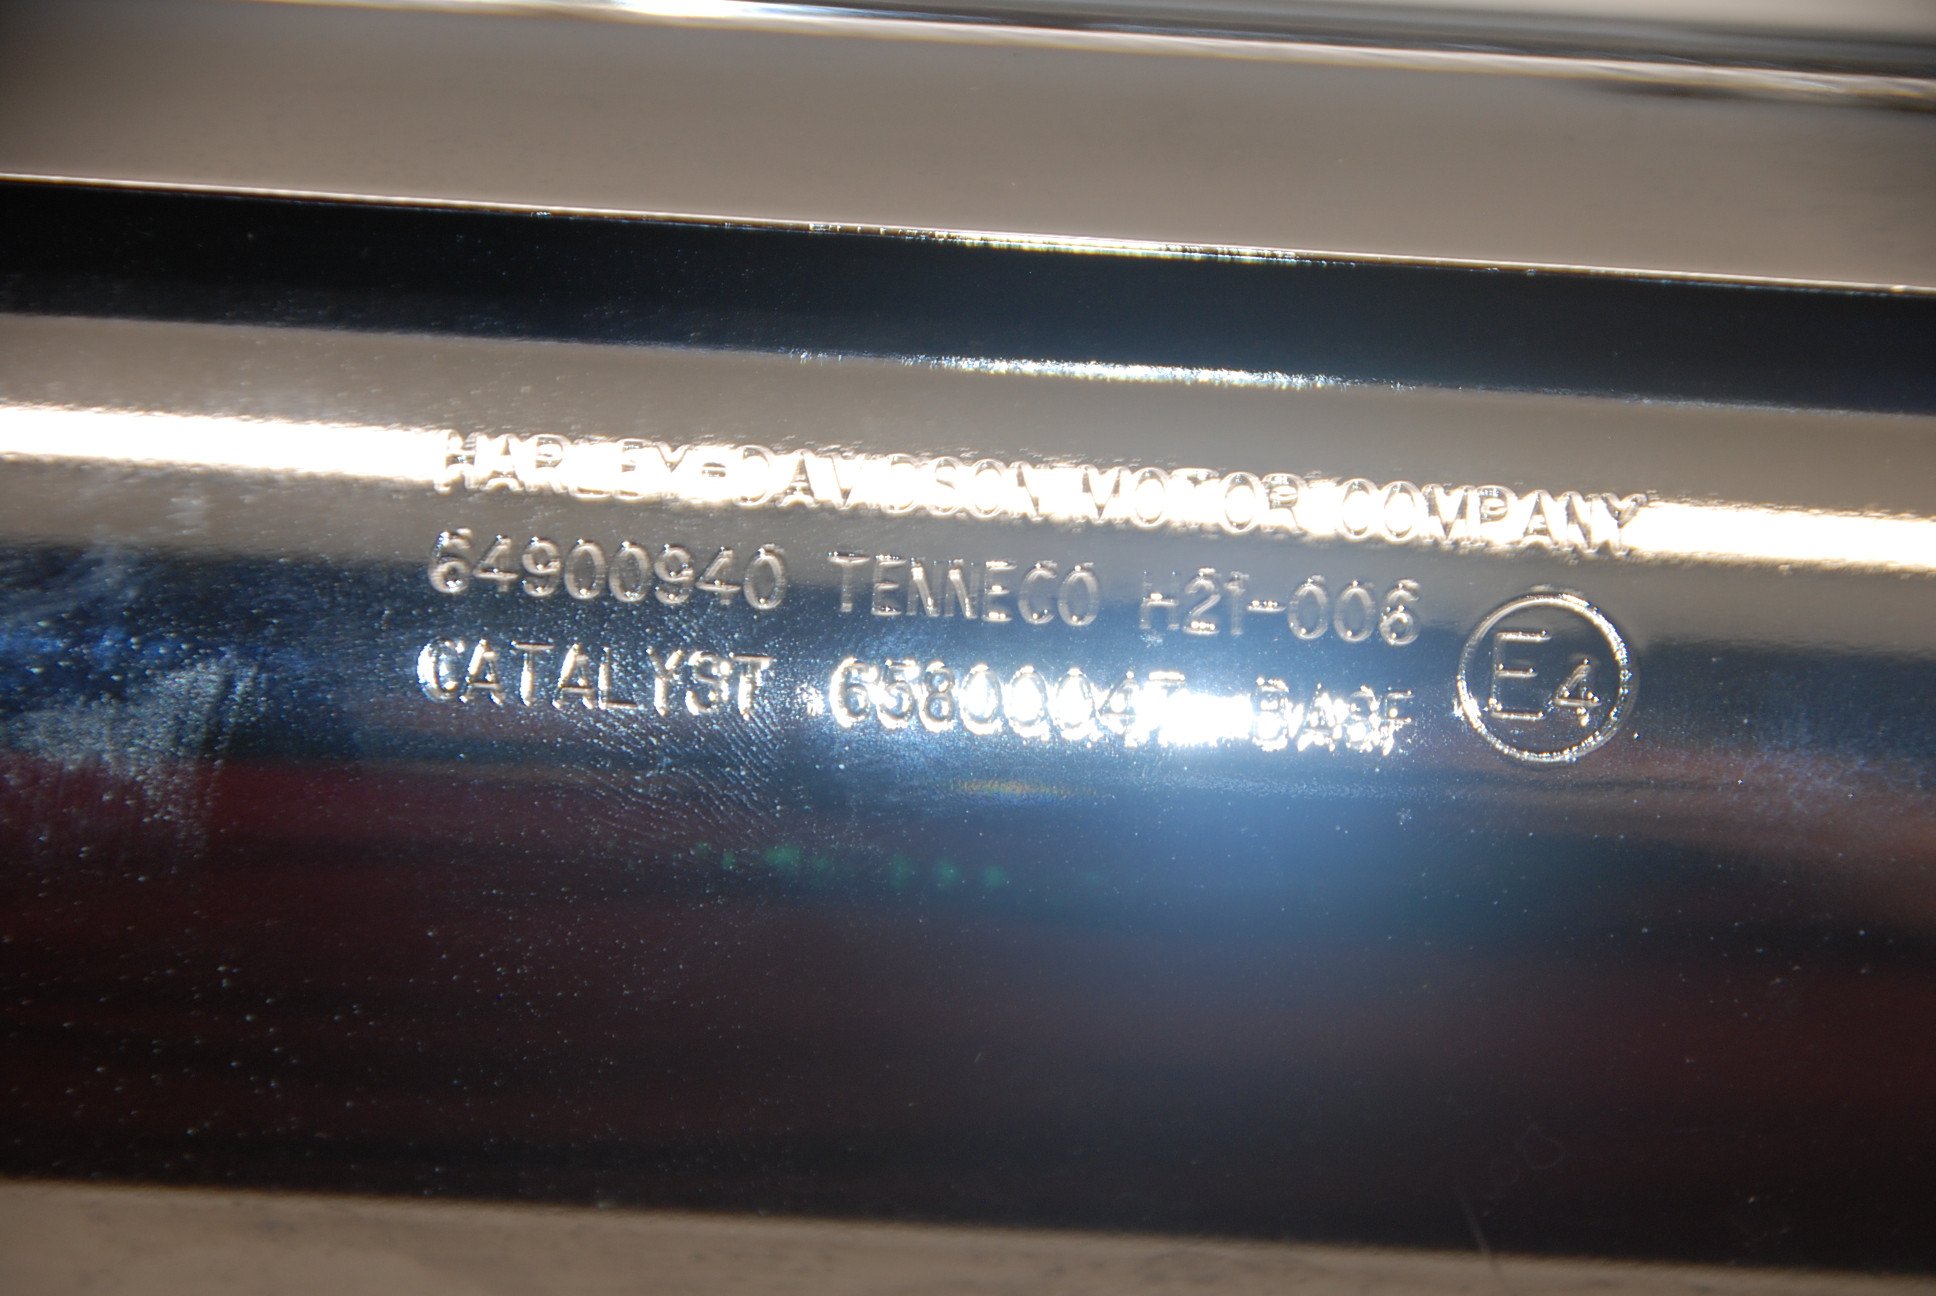 HARLEY-DAVIDSON MOTOR COMPANY
64900940 TENNECO H21-006
CATALYST BASF
E4